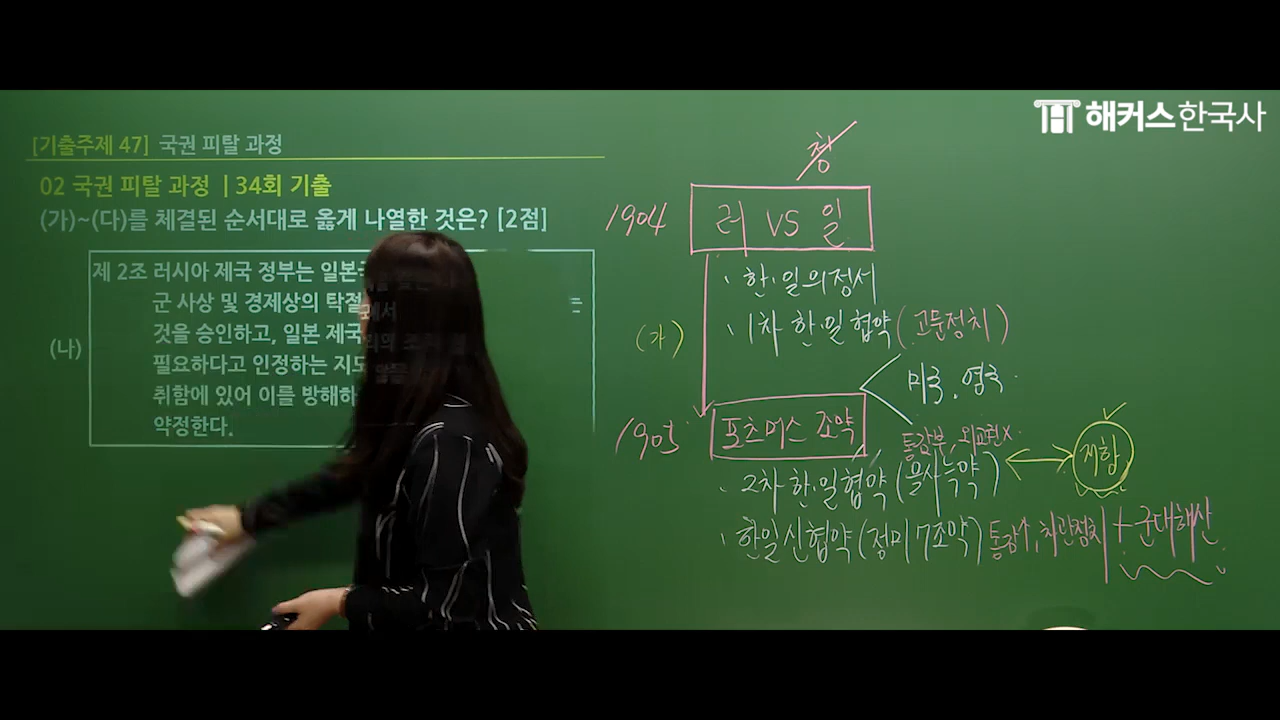 해커스한국사
[기출주제 47] 국권 피탈 과정
02 국권 피탈 과정 | 34회 기출
(가)~(다)를 체결된 순서대로 옳게 나열한 것은? [2점]
(나)
제 2조 러시아 제국 정부는 일본
군 사상 및 경제상의 탁절
것을 승인하고, 일본 제국
필요하다고 인정하는 지도
취함에 있어 이를 방해하
약정한다.
청
1904 러 VS 일
· 한·일의정서
· 1차 한·일협약 (고문정치)
(가)
미국. 영국.
1905 포츠머스 조약
통감부, 외교권X
· 2차 한·일협약 (을사늑약)
저항
· 한일신협약 (정미7조약) 통감↑, 차관정치 + 군대해산